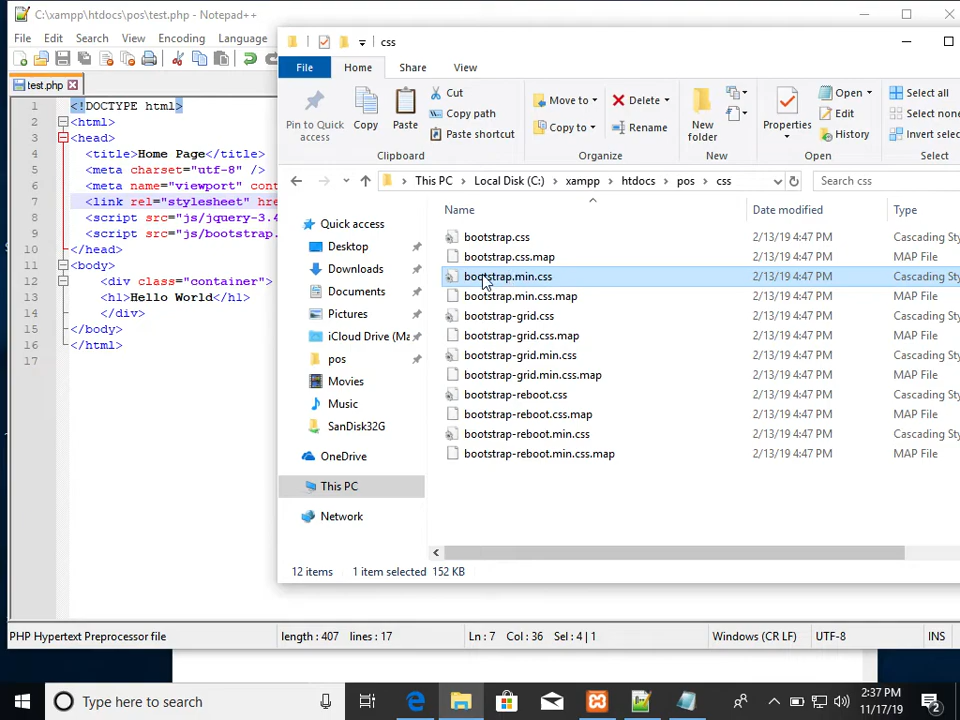 C:\xampp\htdocs\pos\test.php - Notepad++
File Edit Search View Encoding Language
test.php
1 <!DOCTYPE html>
2 <html>
3 <head>
4 <title>Home Page</title>
5 <meta charset="utf-8" />
6 <meta name="viewport" cont
7 <link rel="stylesheet" hre
8 <script src="js/jquery-3.4
9 <script src="js/bootstrap.
10 </head>
11 <body>
12 <div class="container">
13 <h1>Hello World</h1>
14 </div>
15 </body>
16 </html>
17
css
File Home Share View
Pin to Quick access
Copy
Paste
Cut
Copy path
Paste shortcut
Clipboard
Move to
Copy to
Delete
Rename
Organize
New folder
New
Properties
Open
Edit
History
Open
Select all
Select none
Invert selec
Select
This PC Local Disk (C:) xampp htdocs pos css
Search css
Quick access
Desktop
Downloads
Documents
Pictures
iCloud Drive (Ma
pos
Movies
Music
SanDisk32G
OneDrive
This PC
Network
Name Date modified Type
bootstrap.css 2/13/19 4:47 PM Cascading Sty
bootstrap.css.map 2/13/19 4:47 PM MAP File
bootstrap.min.css 2/13/19 4:47 PM Cascading Sty
bootstrap.min.css.map 2/13/19 4:47 PM MAP File
bootstrap-grid.css 2/13/19 4:47 PM Cascading Sty
bootstrap-grid.css.map 2/13/19 4:47 PM MAP File
bootstrap-grid.min.css 2/13/19 4:47 PM Cascading Sty
bootstrap-grid.min.css.map 2/13/19 4:47 PM MAP File
bootstrap-reboot.css 2/13/19 4:47 PM Cascading Sty
bootstrap-reboot.css.map 2/13/19 4:47 PM MAP File
bootstrap-reboot.min.css 2/13/19 4:47 PM Cascading Sty
bootstrap-reboot.min.css.map 2/13/19 4:47 PM MAP File
12 items 1 item selected 152 KB
PHP Hypertext Preprocessor file length : 407 lines : 17 Ln : 7 Col : 36 Sel : 4 | 1 Windows (CR LF) UTF-8 INS
Type here to search
2:37 PM
11/17/19
2